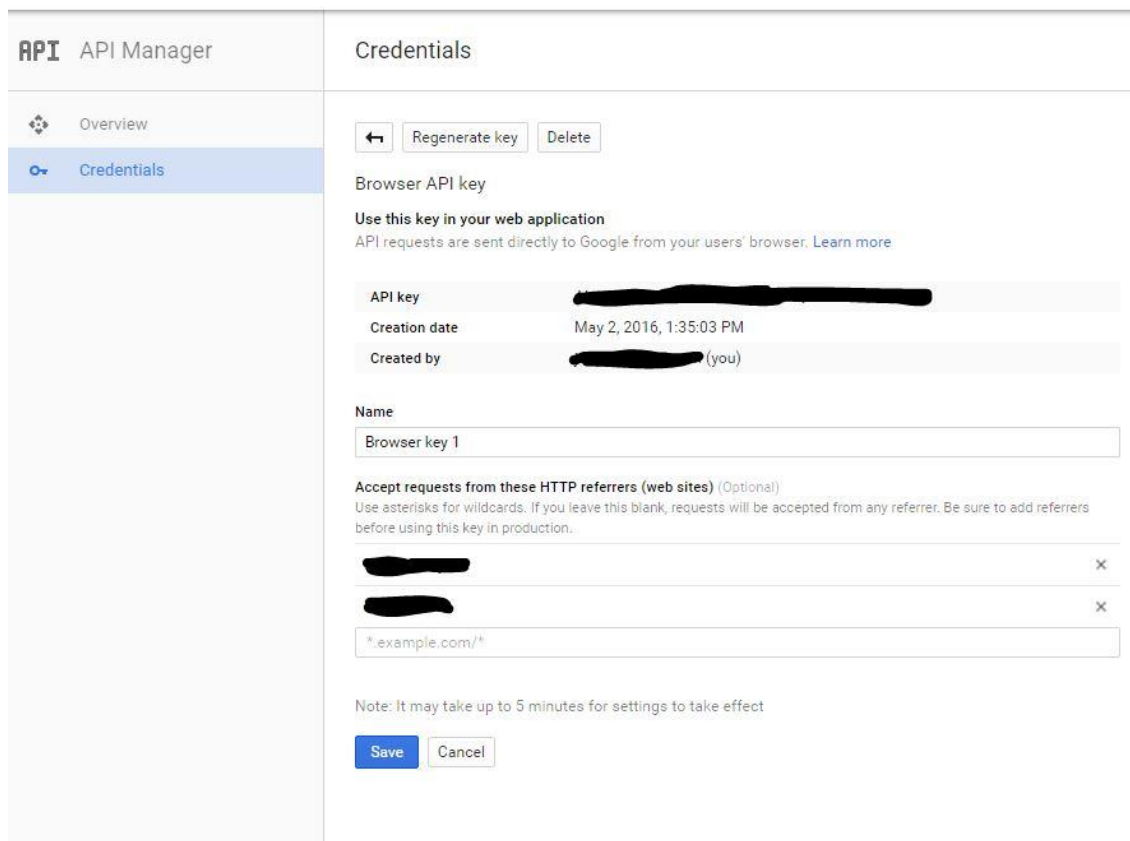 API API Manager
Credentials
Overview
Credentials
Regenerate key Delete
Browser API key
Use this key in your web application
API requests are sent directly to Google from your users' browser. Learn more
API key
Creation date May 2, 2016, 1:35:03 PM
Created by (you)
Name
Browser key 1
Accept requests from these HTTP referrers (web sites) (Optional)
Use asterisks for wildcards. If you leave this blank, requests will be accepted from any referrer. Be sure to add referrers
before using this key in production.
*.example.com/*
Note: It may take up to 5 minutes for settings to take effect
Save Cancel